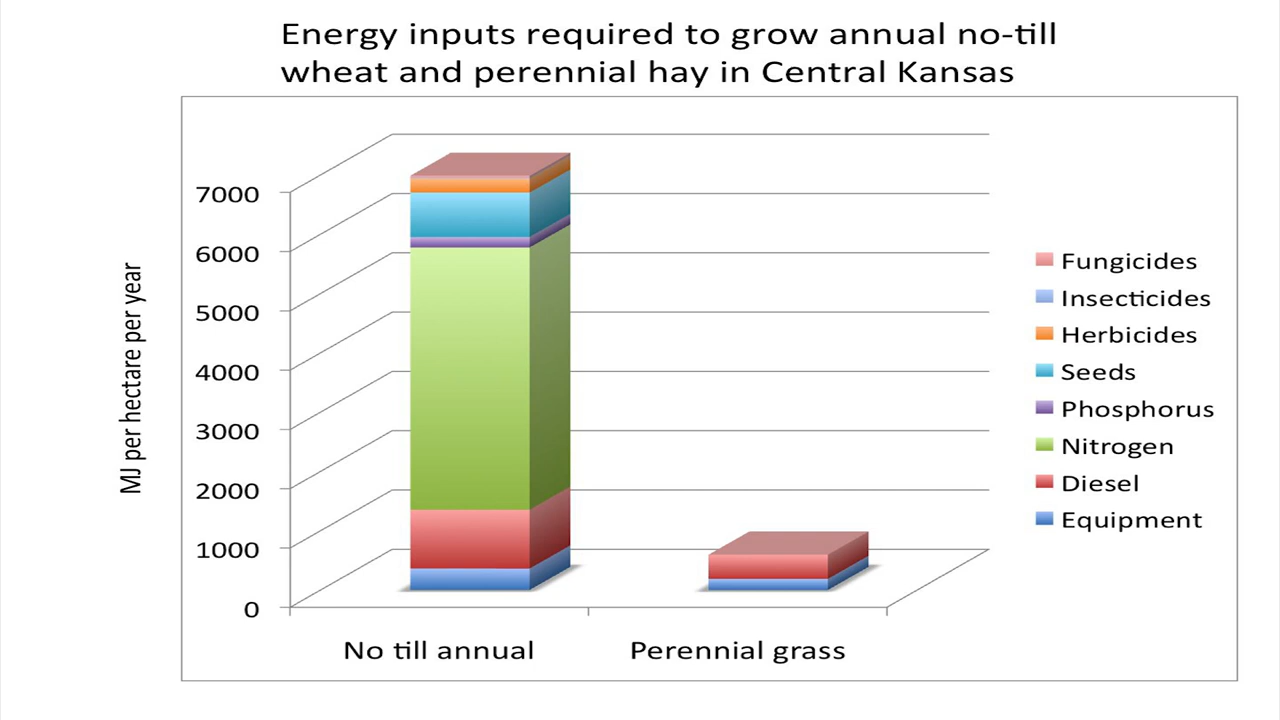 Energy inputs required to grow annual no-till
wheat and perennial hay in Central Kansas
MJ per hectare per year
7000
6000
5000
4000
3000
2000
1000
0
No till annual
Perennial grass
Fungicides
Insecticides
Herbicides
Seeds
Phosphorus
Nitrogen
Diesel
Equipment